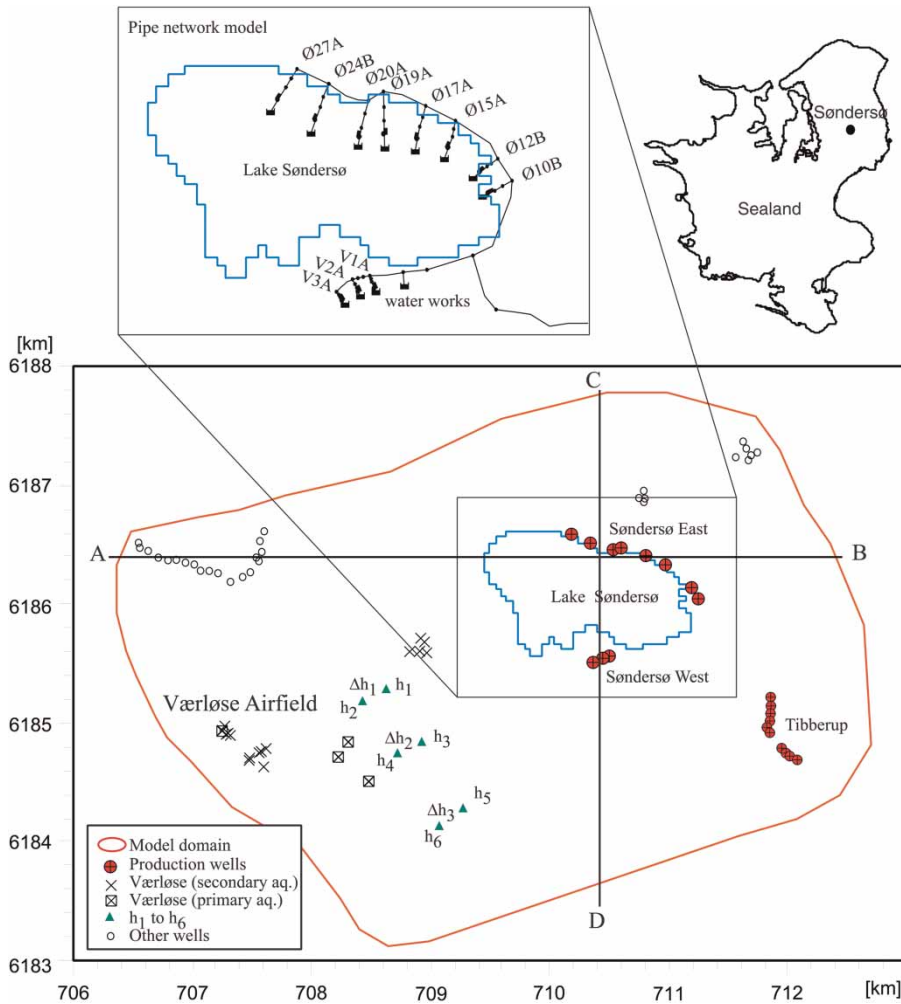 Pipe network model
Ø27A
Ø24B
Ø20A
Ø19A
Ø17A
Ø15A
Ø12B
Ø10B
Lake Søndersø
V1A
V2A
V3A
water works
Søndersø
Sealand
[km]
6188
6187
6186
6185
6184
6183
C
A
B
D
Søndersø East
Lake Søndersø
Søndersø West
Værløse Airfield
Δh1 h1
h2
Δh2 h3
h4
h5
Δh3
h6
Tibberup
Model domain
Production wells
Værløse (secondary aq.)
Værløse (primary aq.)
h1 to h6
Other wells
706 707 708 709 710 711 712 [km]